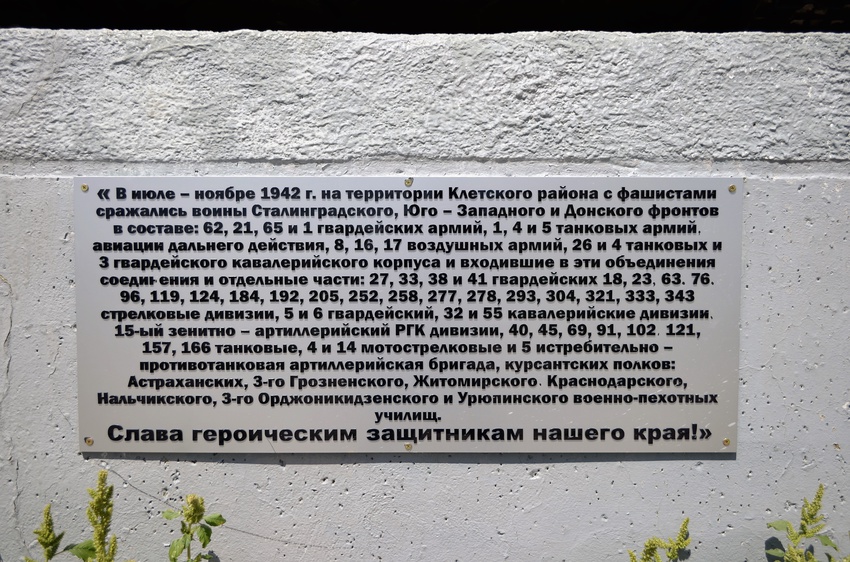 « В июле – ноябре 1942 г. на территории Клетского района с фашистами
сражались воины Сталинградского, Юго – Западного и Донского фронтов
в составе: 62, 21, 65 и 1 гвардейских армий, 1, 4 и 5 танковых армий.
авиации дальнего действия, 8, 16, 17 воздушных армий, 26 и 4 танковых и
3 гвардейского кавалерийского корпуса и входившие в эти объединения
соединения и отдельные части: 27, 33, 38 и 41 гвардейских 18, 23, 63. 76.
96, 119, 124, 184, 192, 205, 252, 258, 277, 278, 293, 304, 321, 333, 343
стрелковые дивизии, 5 и 6 гвардейский, 32 и 55 кавалерийские дивизии.
15-ый зенитно – артиллерийский РГК дивизии, 40, 45, 69, 91, 102. 121,
157, 166 танковые, 4 и 14 мотострелковые и 5 истребительно –
противотанковая артиллерийская бригада, курсантских полков:
Астраханских, 3-го Грозненского, Житомирского. Краснодарского,
Нальчикского, 3-го Орджоникидзенского и Урюпинского военно-пехотных
училищ.
Слава героическим защитникам нашего края!»